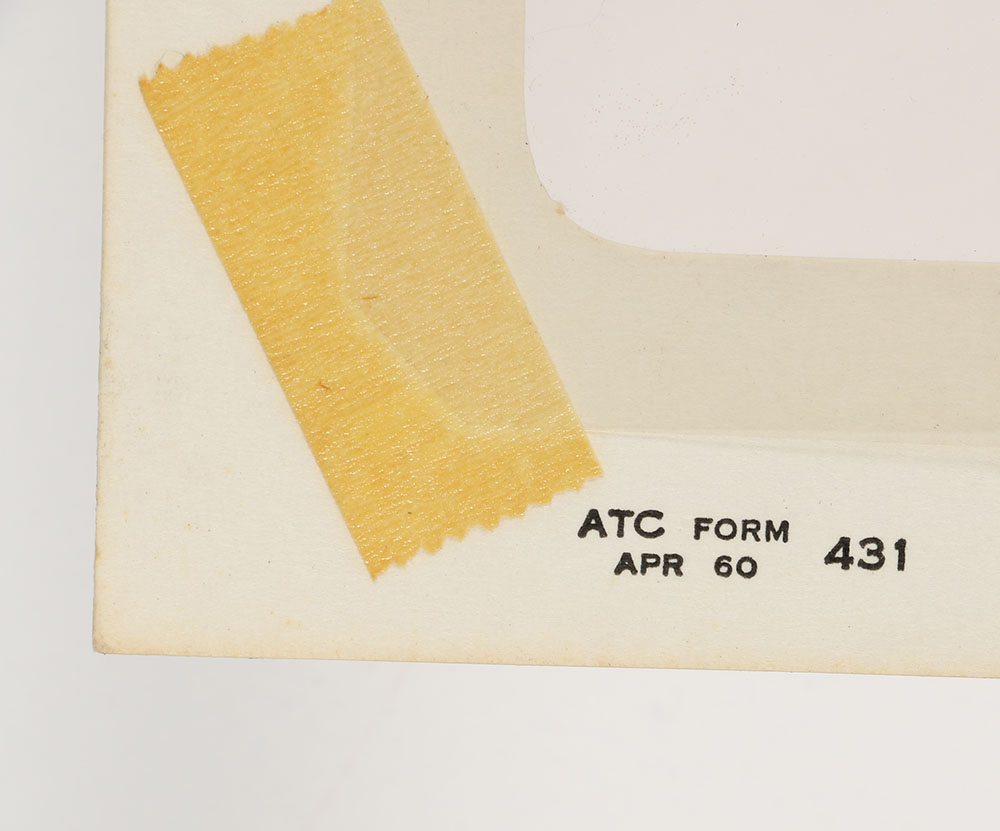 ATC FORM 431
APR 60